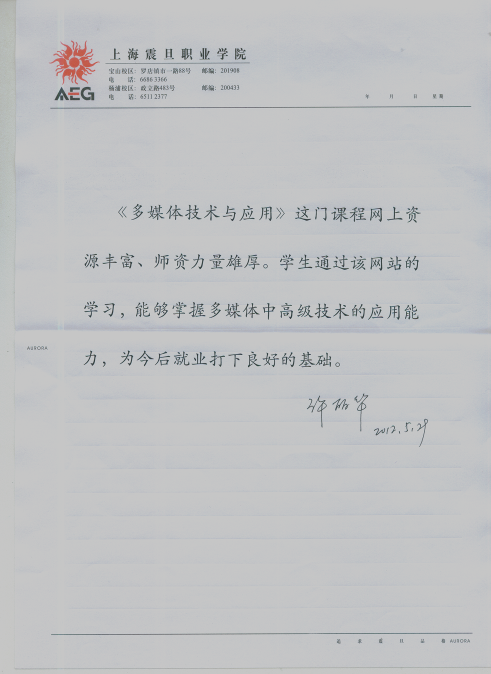 上海震旦职业学院
宝山校区：罗店镇市一路88号 邮编：201908
电 话：6686 3366
杨浦校区：政立路483号 邮编：200433
电 话：6511 2377
AEG
年 月 日 星期
《多媒体技术与应用》这门课程网上资
源丰富、师资力量雄厚。学生通过该网站的
学习，能够掌握多媒体中高级技术的应用能
力，为今后就业打下良好的基础。
AURORA
2012.5.29
AURORA